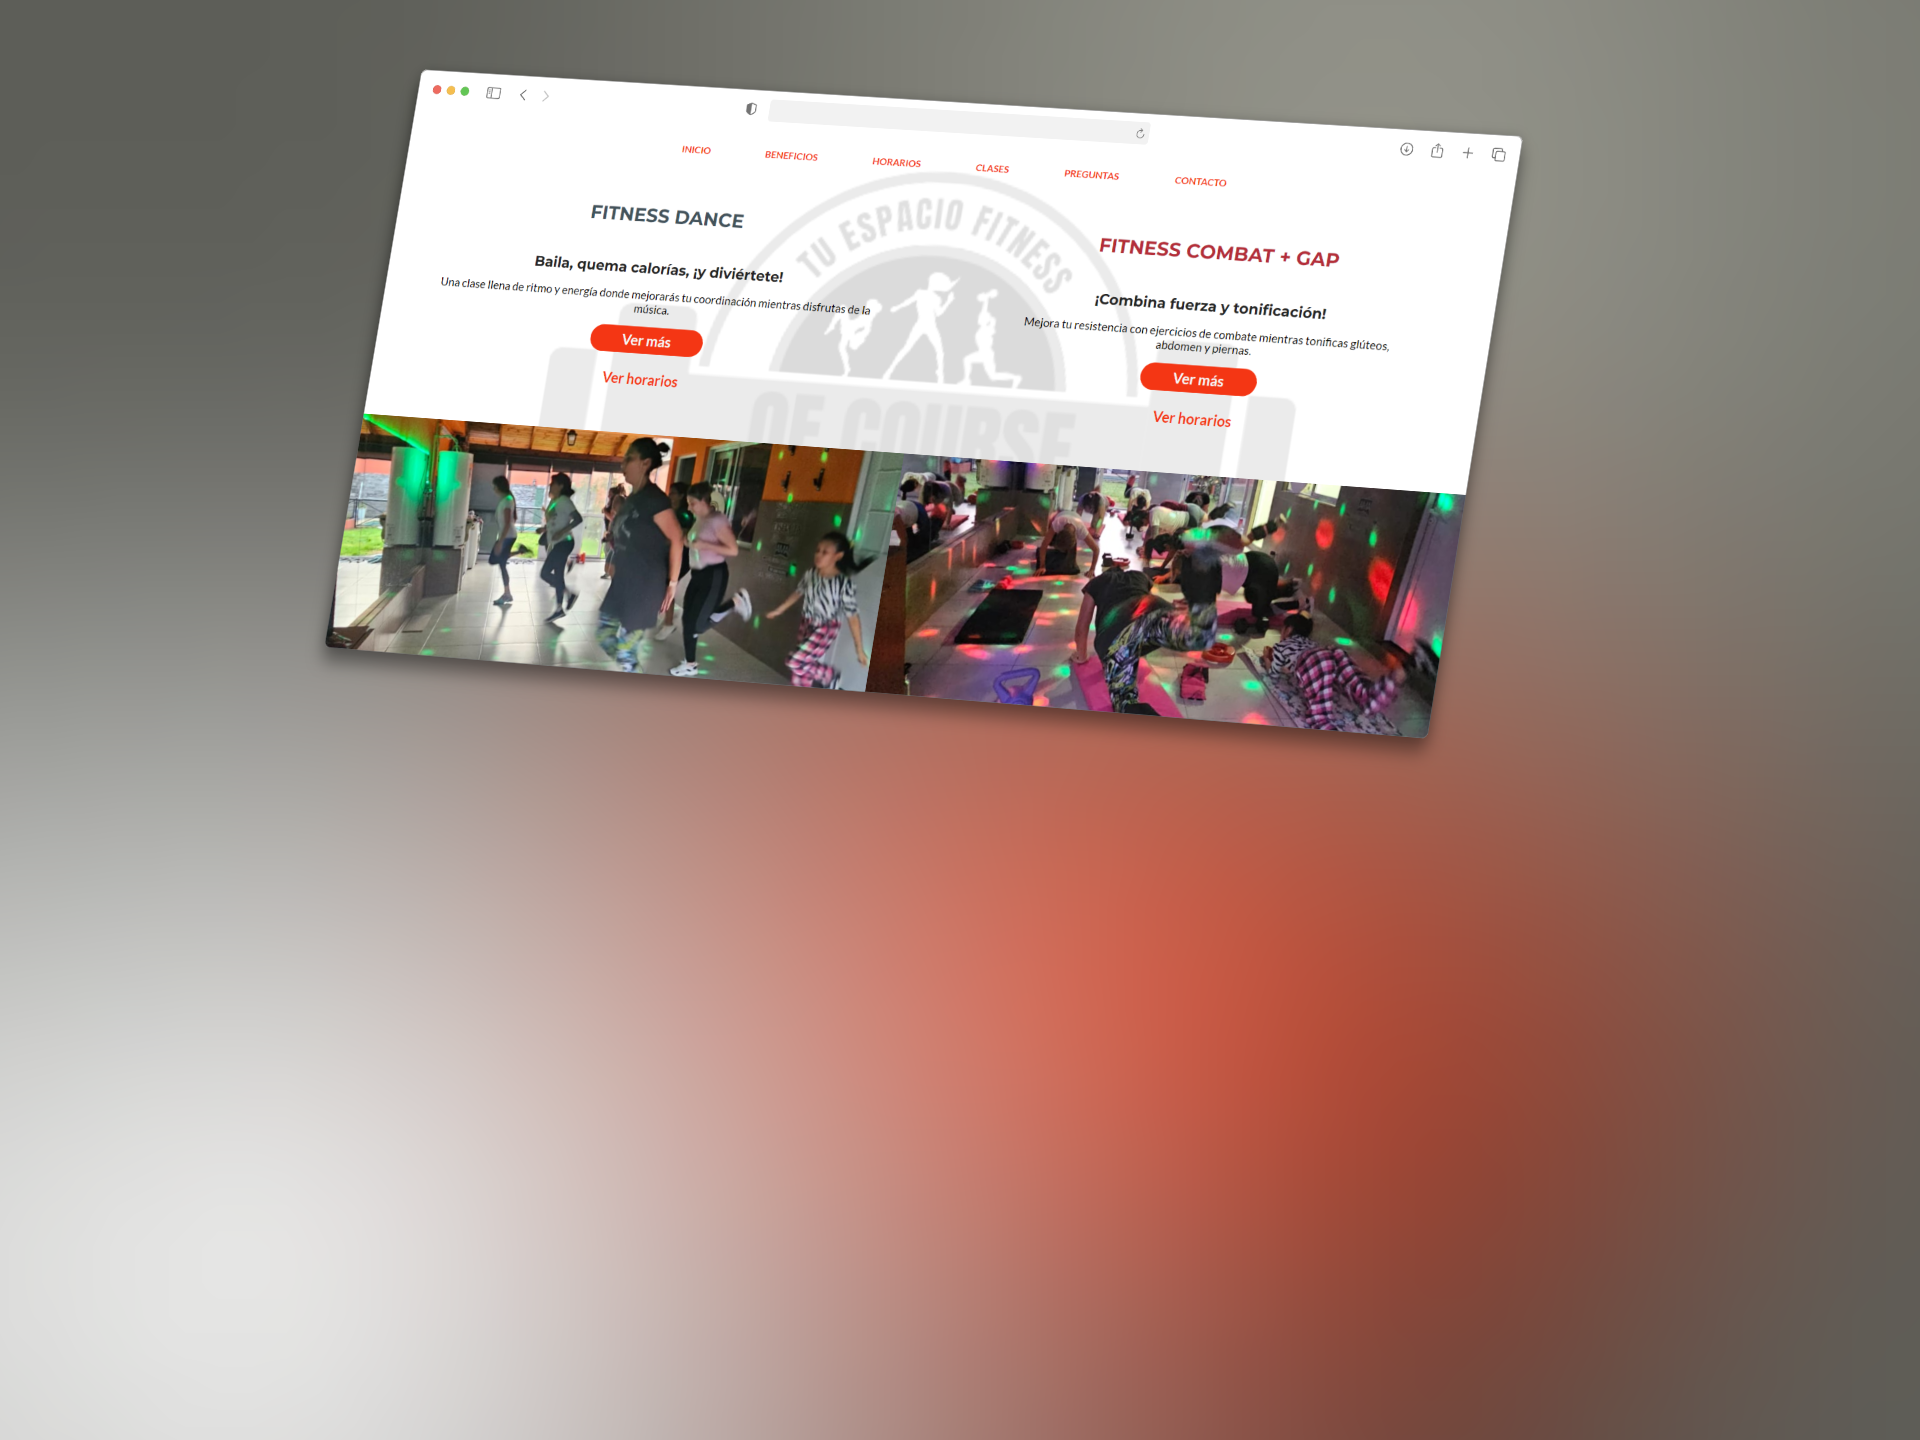 INICIO
BENEFICIOS
HORARIOS
CLASES
PREGUNTAS
CONTACTO
TU ESPACIO FITNESS
OF COURSE
FITNESS DANCE
Baila, quema calorías, ¡y diviértete!
Una clase llena de ritmo y energía donde mejorarás tu coordinación mientras disfrutas de la
música.
Ver más
Ver horarios
FITNESS COMBAT + GAP
¡Combina fuerza y tonificación!
Mejora tu resistencia con ejercicios de combate mientras tonificas glúteos,
abdomen y piernas.
Ver más
Ver horarios